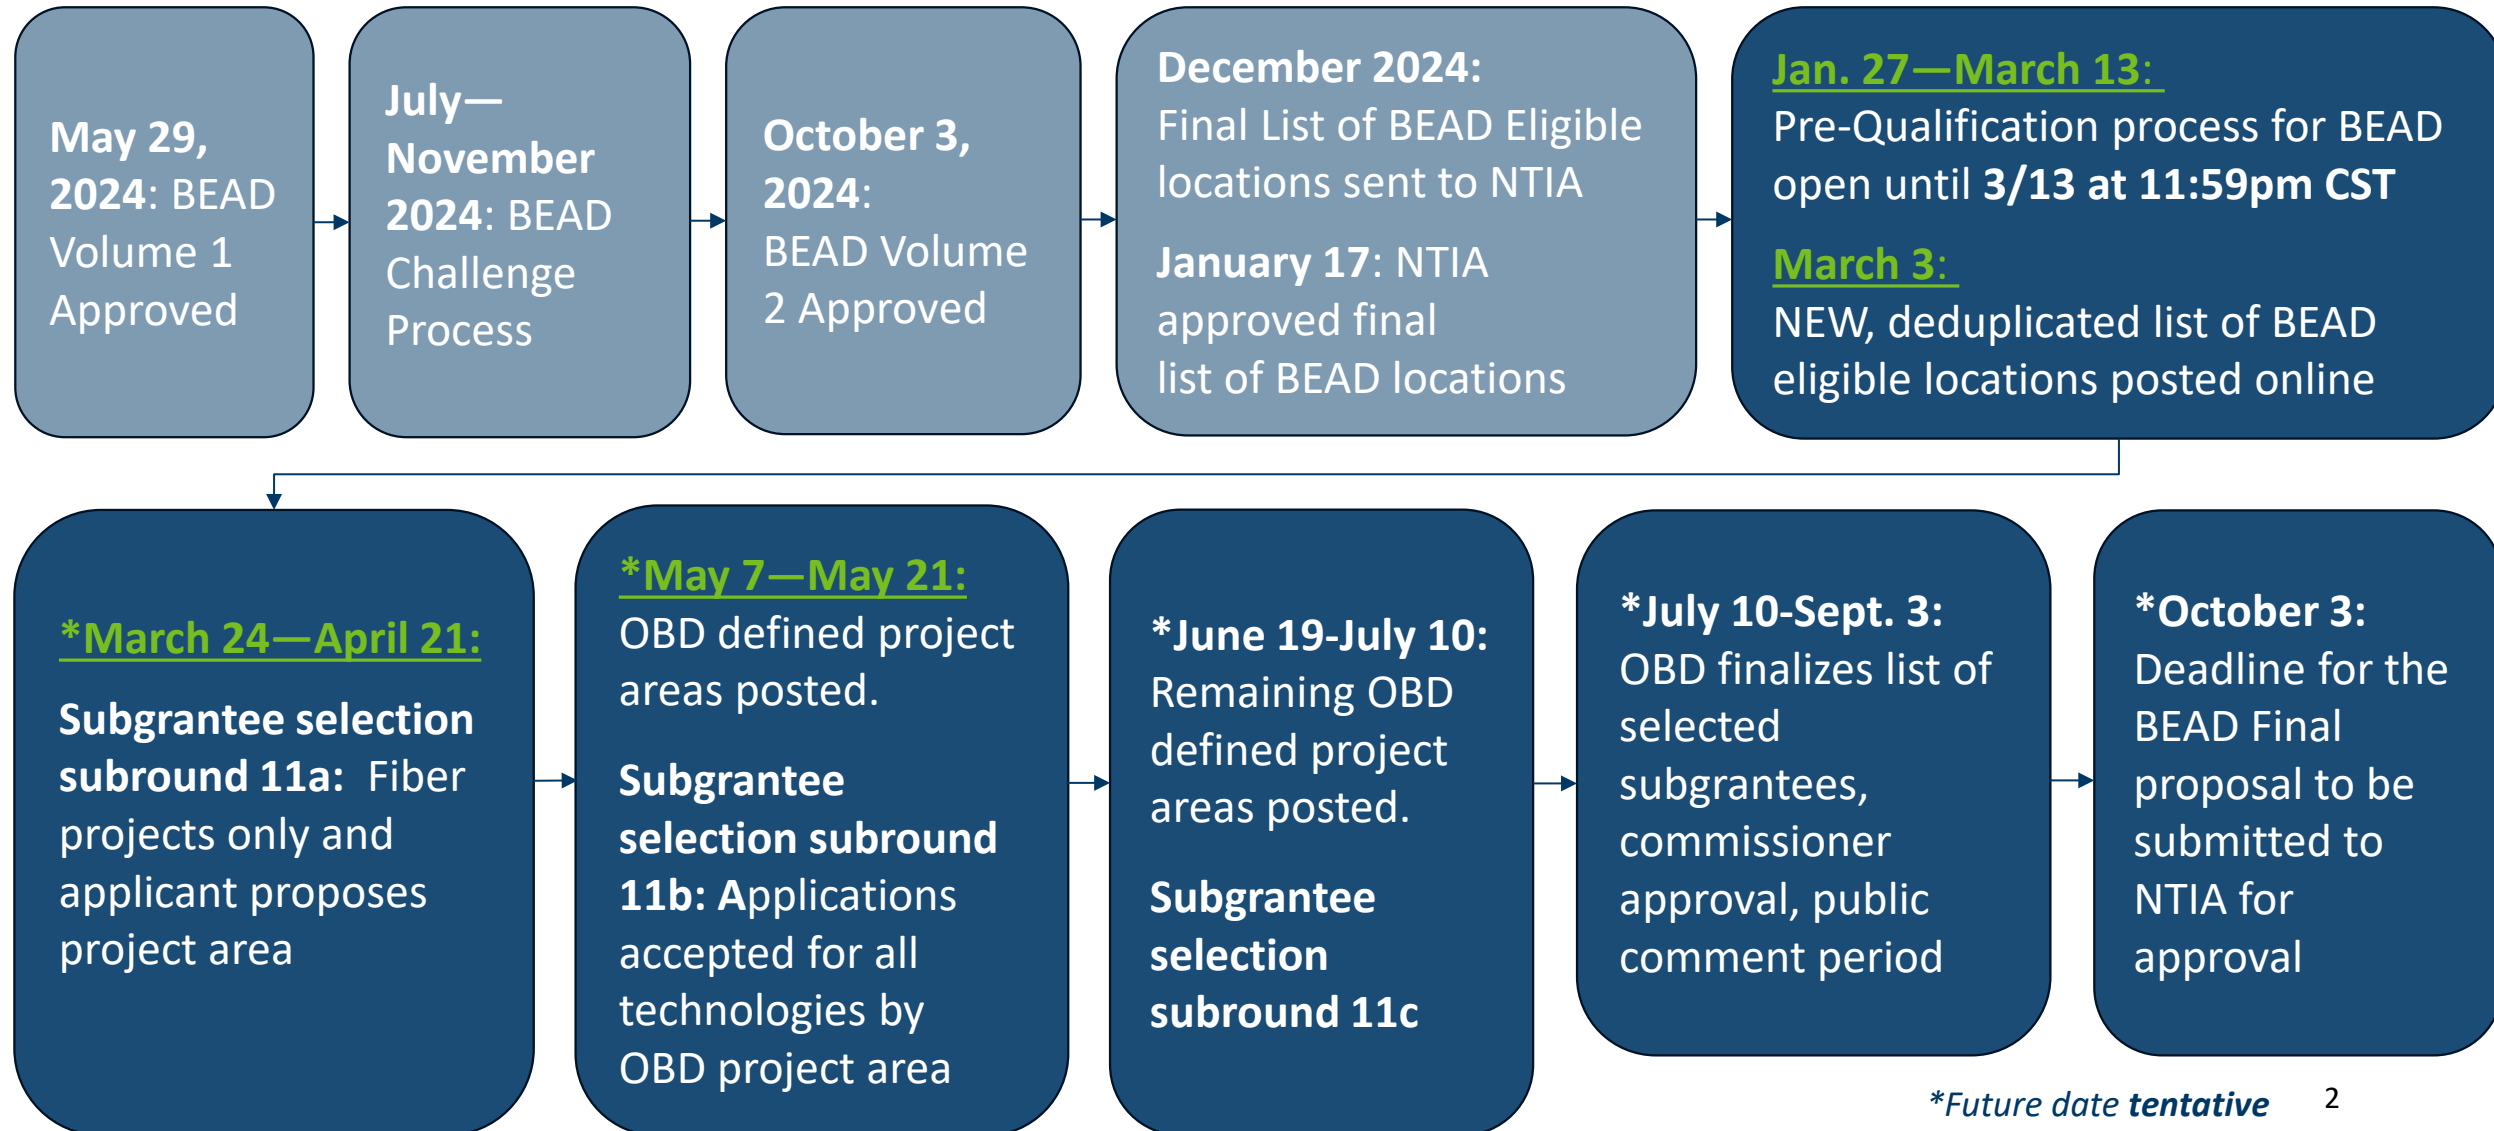 May 29,
2024: BEAD
Volume 1
Approved
July—
November
2024: BEAD
Challenge
Process
October 3,
2024:
BEAD Volume
2 Approved
December 2024:
Final List of BEAD Eligible
locations sent to NTIA
January 17: NTIA
approved final
list of BEAD locations
Jan. 27—March 13:
Pre-Qualification process for BEAD
open until 3/13 at 11:59pm CST
March 3:
NEW, deduplicated list of BEAD
eligible locations posted online
*March 24—April 21:
Subgrantee selection
subround 11a:  Fiber
projects only and
applicant proposes
project area
*May 7—May 21:
OBD defined project
areas posted.
Subgrantee
selection subround
11b: Applications
accepted for all
technologies by
OBD project area
*June 19-July 10:
Remaining OBD
defined project
areas posted.
Subgrantee
selection
subround 11c
*July 10-Sept. 3:
OBD finalizes list of
selected
subgrantees,
commissioner
approval, public
comment period
*October 3:
Deadline for the
BEAD Final
proposal to be
submitted to
NTIA for
approval
*Future date tentative
2